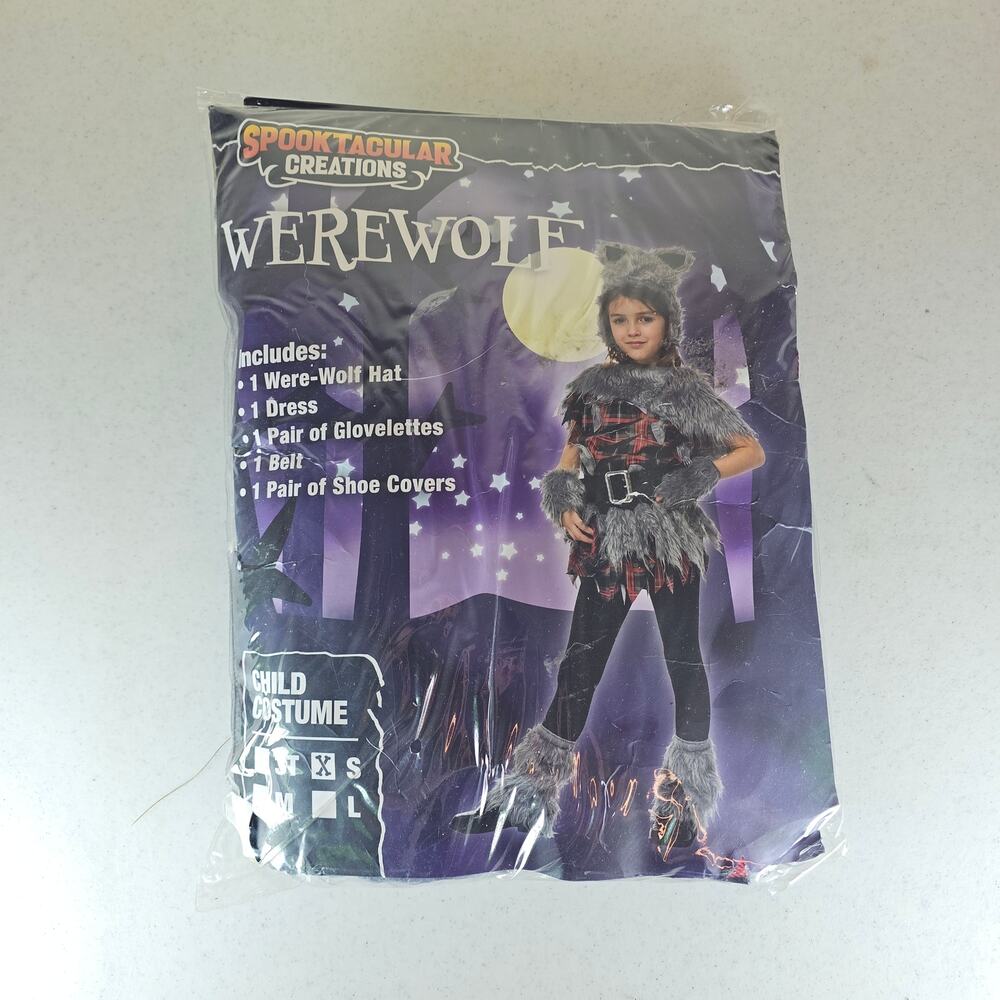 SPOOKTACULAR
CREATIONS
WEREWOLF
Includes:
• 1 Were-Wolf Hat
• 1 Dress
• 1 Pair of Glovelettes
• 1 Belt
• 1 Pair of Shoe Covers
CHILD
COSTUME
ST X S
M L